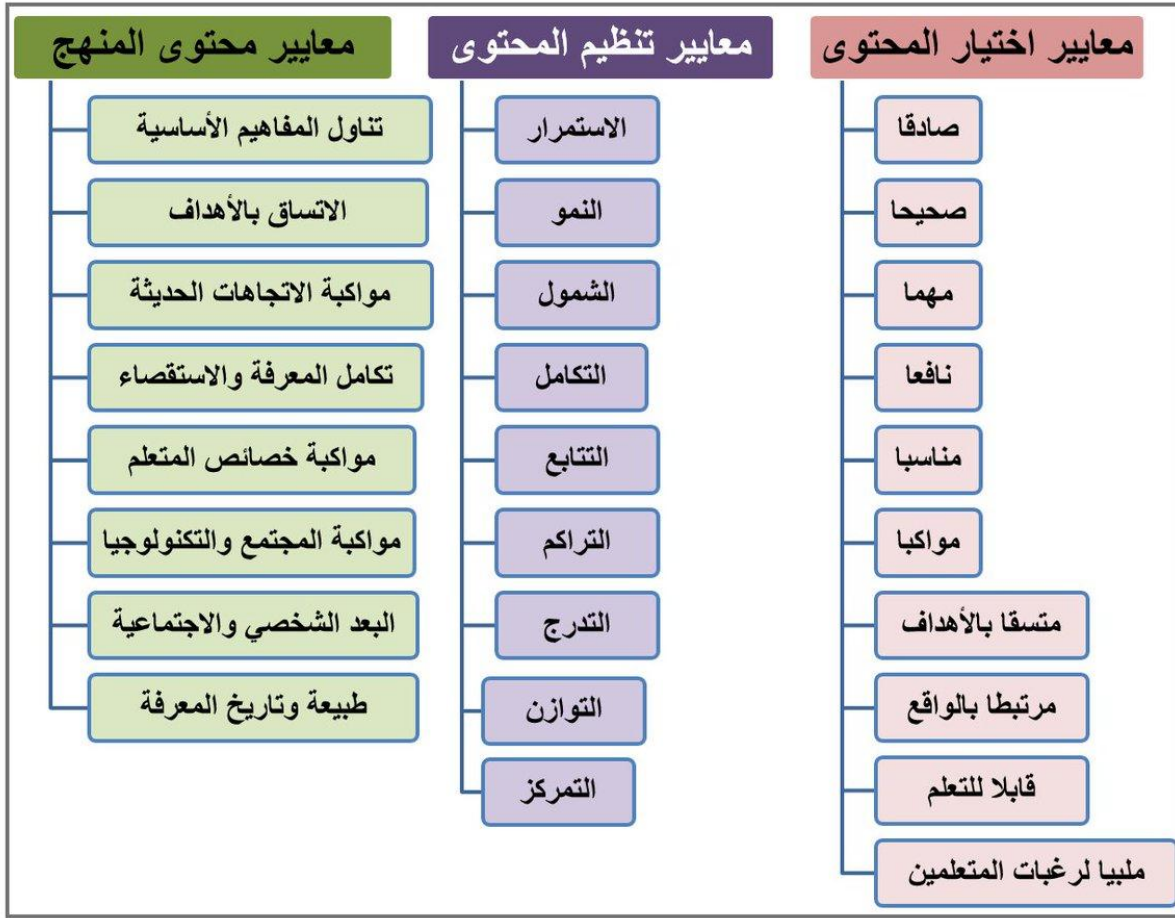 معايير اختيار المحتوى
صادقا
صحيحا
مهما
نافعا
مناسبا
مواكبا
متسقا بالأهداف
مرتبطا بالواقع
قابلا للتعلم
ملبيا لرغبات المتعلمين
معايير تنظيم المحتوى
الاستمرار
النمو
الشمول
التكامل
التتابع
التراكم
التدرج
التوازن
التمركز
معايير محتوى المنهج
تناول المفاهيم الأساسية
الاتساق بالأهداف
مواكبة الاتجاهات الحديثة
تكامل المعرفة والاستقصاء
مواكبة خصائص المتعلم
مواكبة المجتمع والتكنولوجيا
البعد الشخصي والاجتماعية
طبيعة وتاريخ المعرفة